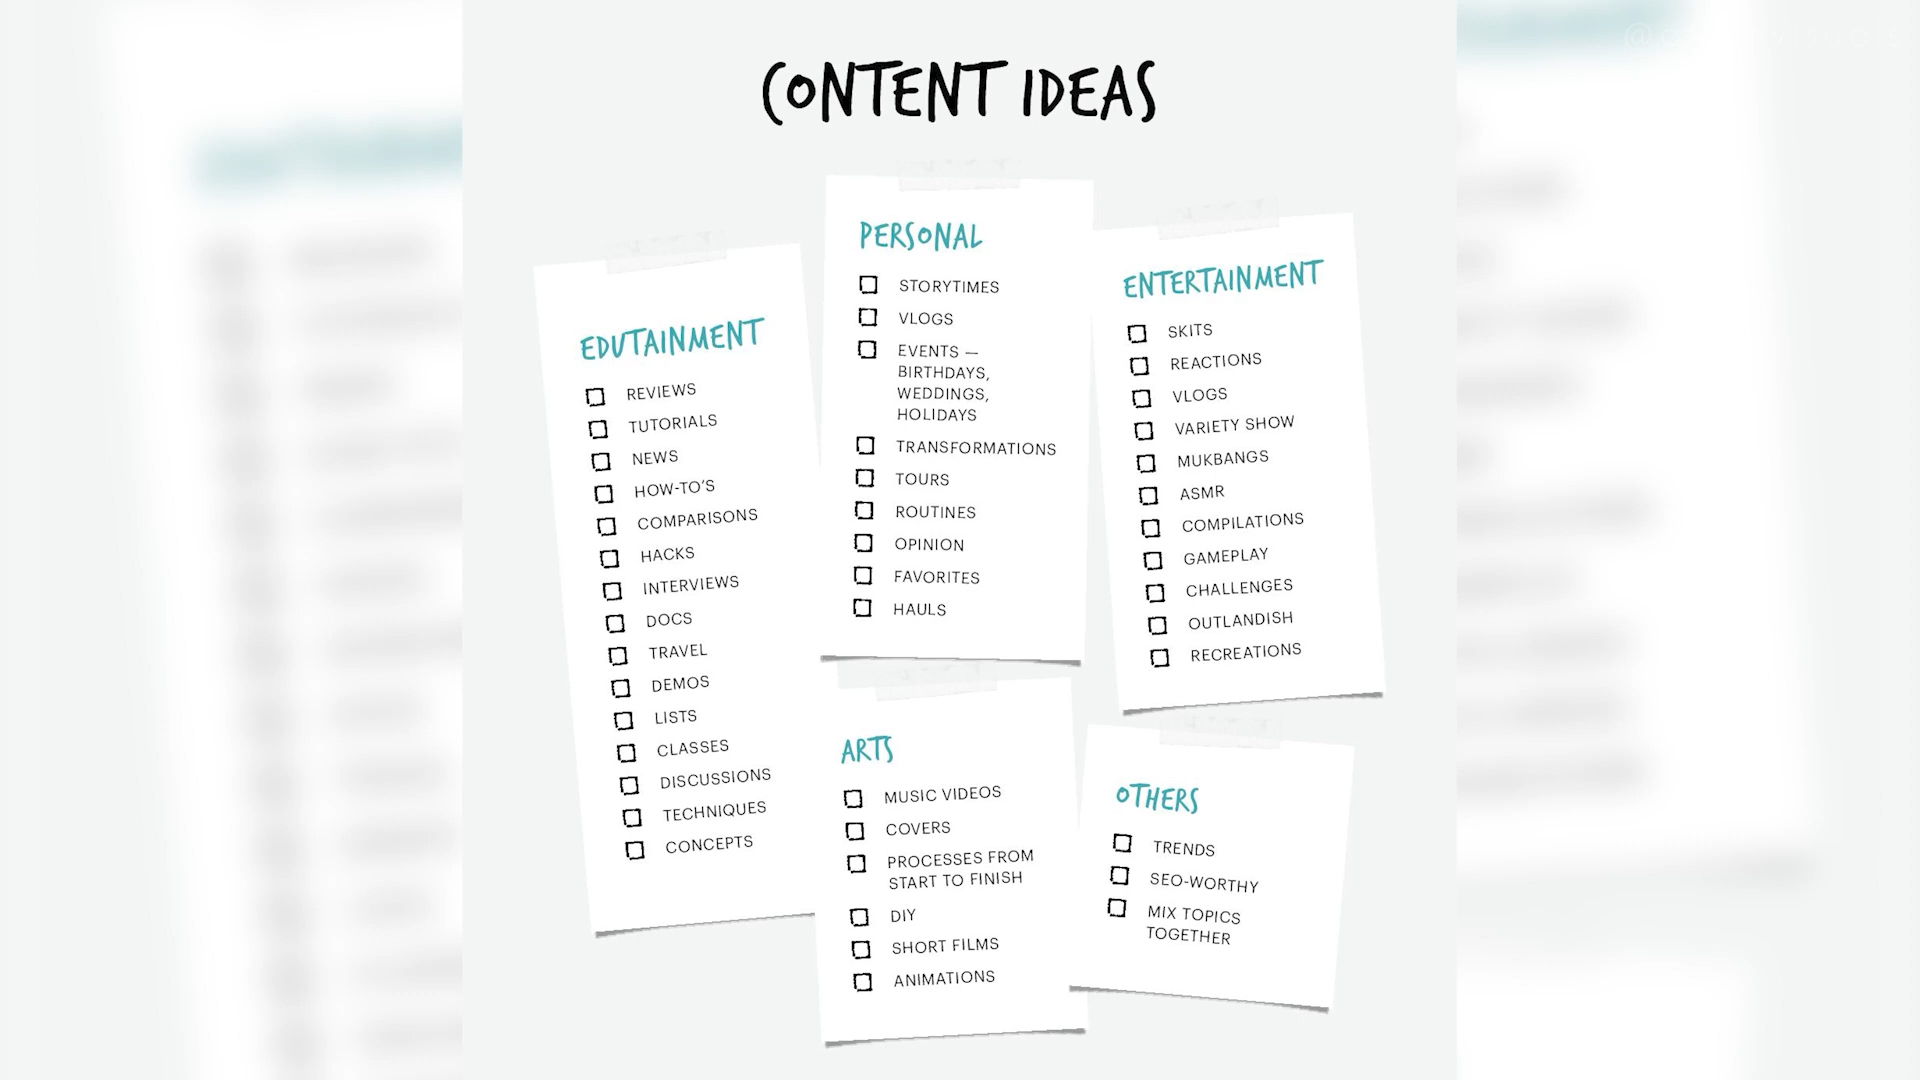 CONTENT IDEAS
EDUTAINMENT
REVIEWS
TUTORIALS
NEWS
HOW-TO'S
COMPARISONS
HACKS
INTERVIEWS
DOCS
TRAVEL
DEMOS
LISTS
CLASSES
DISCUSSIONS
TECHNIQUES
CONCEPTS
PERSONAL
STORYTIMES
VLOGS
EVENTS —
BIRTHDAYS,
WEDDINGS,
HOLIDAYS
TRANSFORMATIONS
TOURS
ROUTINES
OPINION
FAVORITES
HAULS
ENTERTAINMENT
SKITS
REACTIONS
VLOGS
VARIETY SHOW
MUKBANGS
ASMR
COMPILATIONS
GAMEPLAY
CHALLENGES
OUTLANDISH
RECREATIONS
ARTS
MUSIC VIDEOS
COVERS
PROCESSES FROM
START TO FINISH
DIY
SHORT FILMS
ANIMATIONS
OTHERS
TRENDS
SEO-WORTHY
MIX TOPICS
TOGETHER